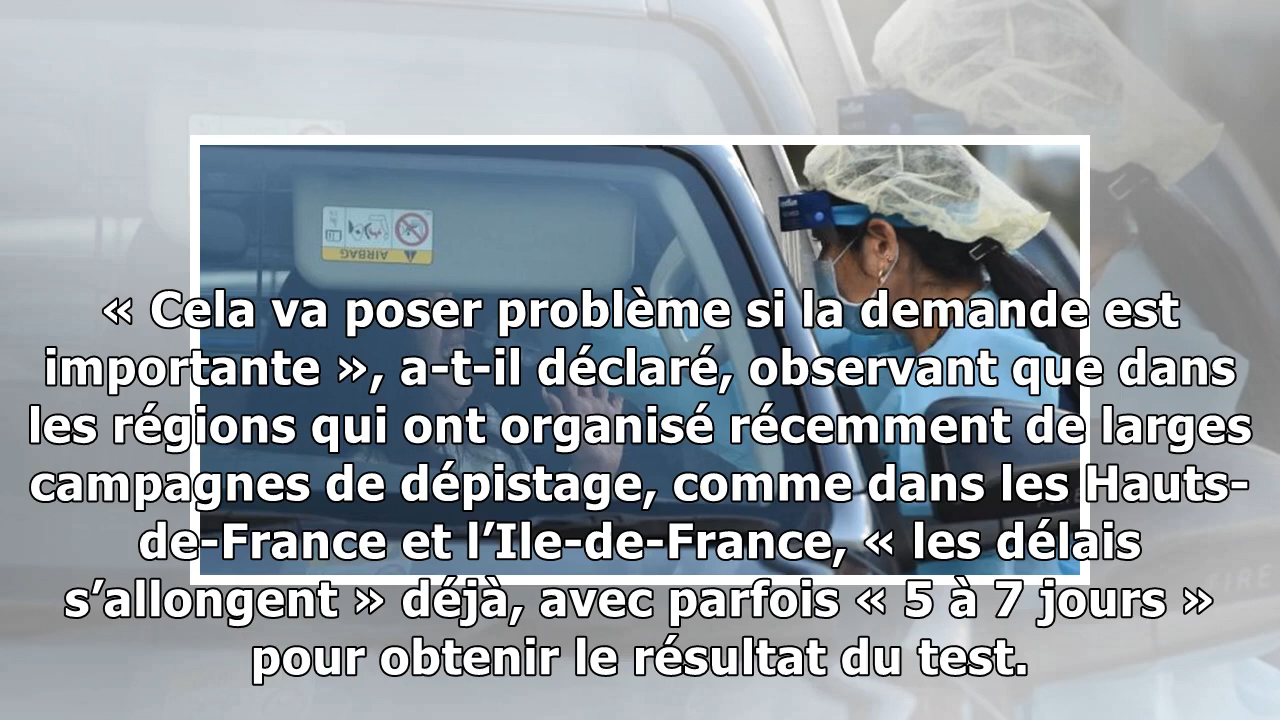 « Cela va poser problème si la demande est
importante », a-t-il déclaré, observant que dans
les régions qui ont organisé récemment de larges
campagnes de dépistage, comme dans les Hauts-
de-France et l’Ile-de-France, « les délais
s’allongent » déjà, avec parfois « 5 à 7 jours »
pour obtenir le résultat du test.
AIRBAG